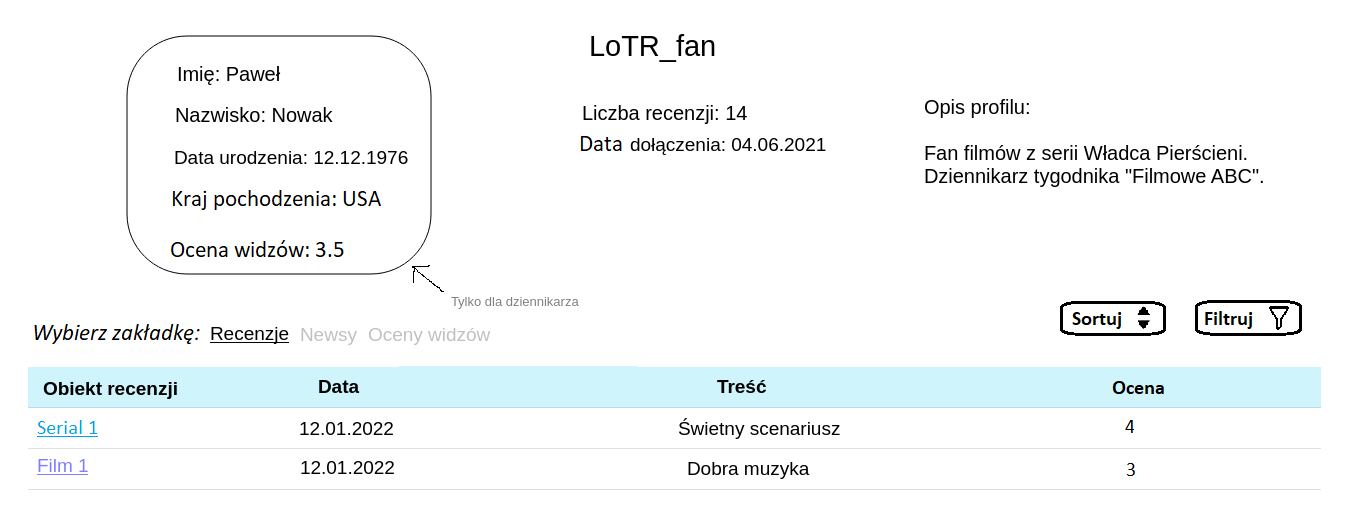 LoTR_fan
Imię: Paweł
Nazwisko: Nowak
Data urodzenia: 12.12.1976
Kraj pochodzenia: USA
Ocena widzów: 3.5
Tylko dla dziennikarza
Liczba recenzji: 14
Data dołączenia: 04.06.2021
Opis profilu:
Fan filmów z serii Władca Pierścieni.
Dziennikarz tygodnika "Filmowe ABC".
Wybierz zakładkę: Recenzje Newsy Oceny widzów
Sortuj Filtruj
Obiekt recenzji Data Treść Ocena
Serial 1 12.01.2022 Świetny scenariusz 4
Film 1 12.01.2022 Dobra muzyka 3